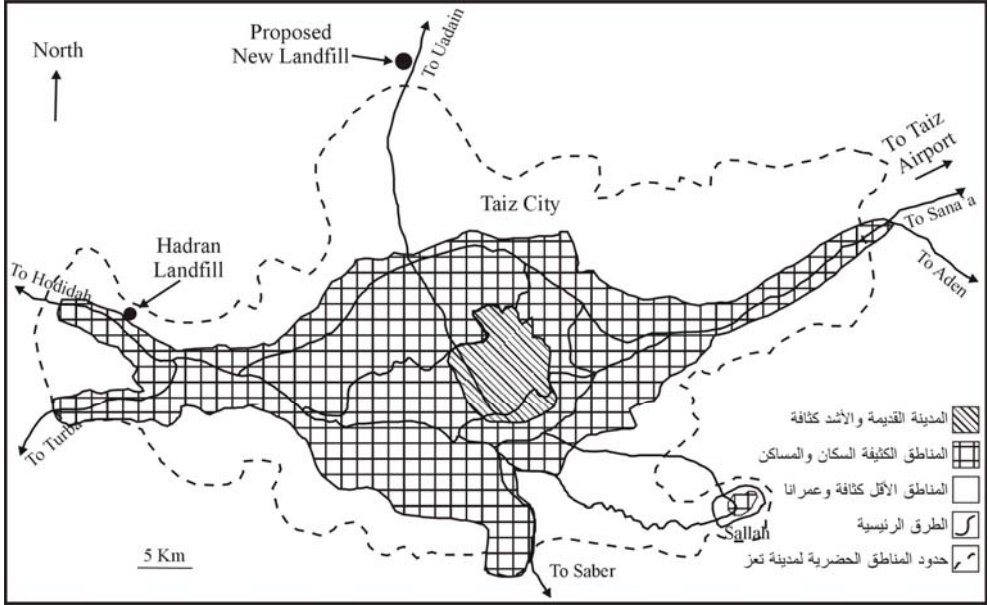 North
Proposed
New Landfill
To Uadain
To Taiz
Airport
Taiz City
To Sana'a
To Aden
Hadran
Landfill
To Hodidah
To Turba
المدينة القديمة والأشد كثافة
المناطق الكثيفة السكان والمساكن
المناطق الأقل كثافة وعمرانا
الطرق الرئيسية
حدود المناطق الحضرية لمدينة تعز
Sallah
5 Km
To Saber